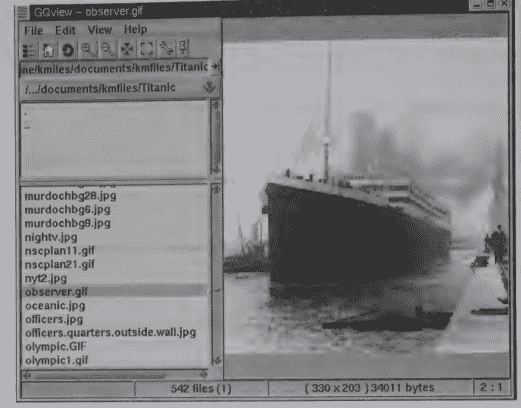 GQview - observer.gif
File Edit View Help
me/kmiles/documents/kmfiles/Titanic
/.../documents/kmfiles/Titanic
.
..
murdochbg28.jpg
murdochbg6.jpg
murdochbg9.jpg
nightv.jpg
nscplan11.gif
nscplan21.gif
nyt2.jpg
observer.gif
oceanic.jpg
officers.jpg
officers.quarters.outside.wall.jpg
olympic.GIF
olympic1.gif
542 files (1)
( 330 x 203 ) 34011 bytes
2 : 1